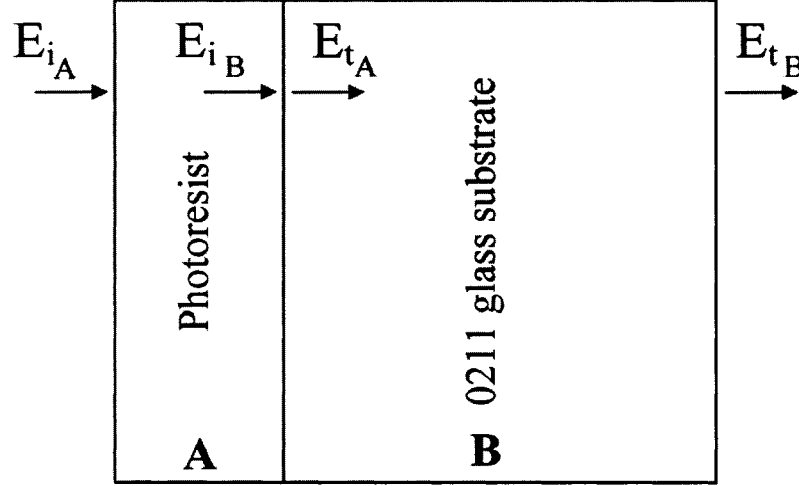 E_{i_A}
E_{i_B}
E_{t_A}
E_{t_B}
Photoresist
0211 glass substrate
A
B